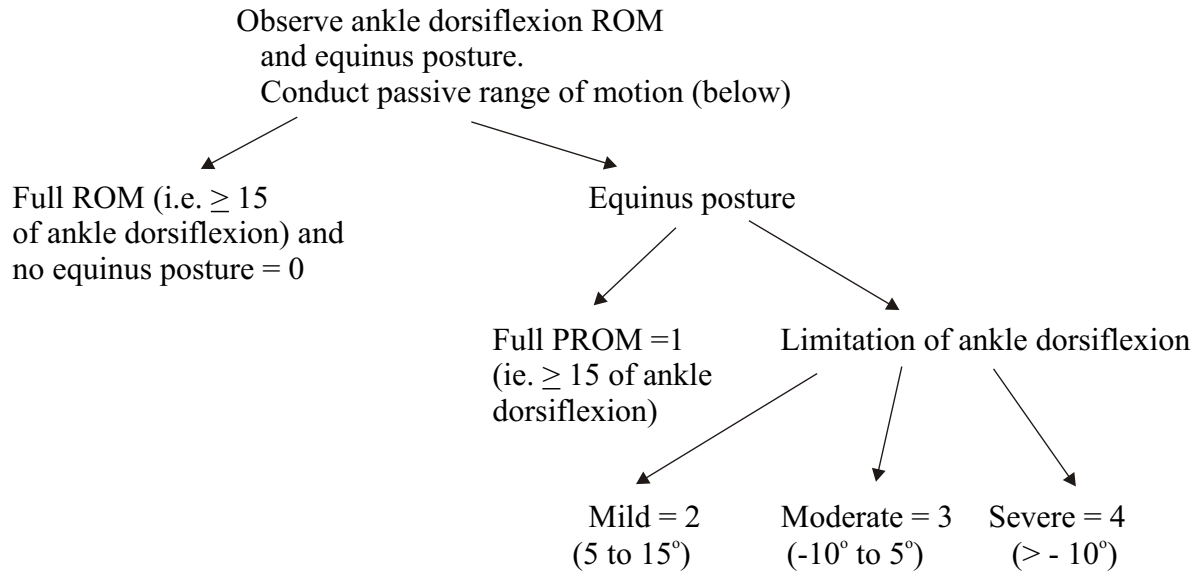 Observe ankle dorsiflexion ROM
and equinus posture.
Conduct passive range of motion (below)
Full ROM (i.e. ≥ 15
of ankle dorsiflexion) and
no equinus posture = 0
Equinus posture
Full PROM =1
(ie. ≥ 15 of ankle
dorsiflexion)
Limitation of ankle dorsiflexion
Mild = 2
(5 to 15°)
Moderate = 3
(-10° to 5°)
Severe = 4
(> - 10°)